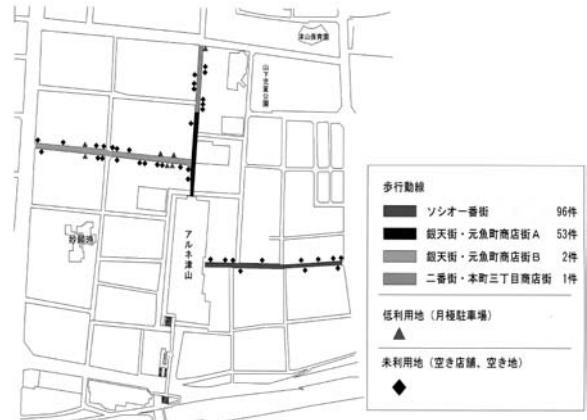 津山保育園
山下児童公園
妙願寺
アルネ津山
歩行動線
ソシオ一番街 96件
銀天街・元魚町商店街A 53件
銀天街・元魚町商店街B 2件
二番街・本町三丁目商店街 1件
低利用地（月極駐車場）
未利用地（空き店舗、空き地）